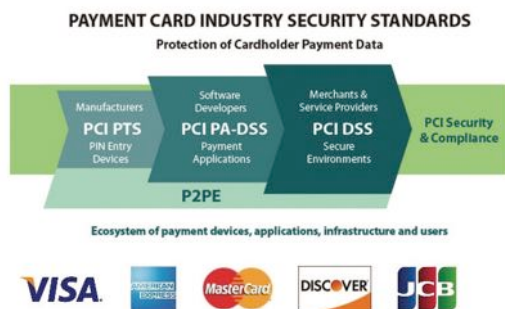 PAYMENT CARD INDUSTRY SECURITY STANDARDS
Protection of Cardholder Payment Data
Manufacturers
PCI PTS
PIN Entry
Devices
Software
Developers
PCI PA-DSS
Payment
Applications
Merchants &
Service Providers
PCI DSS
Secure
Environments
PCI Security
& Compliance
P2PE
Ecosystem of payment devices, applications, infrastructure and users
VISA
AMERICAN
EXPRESS
MasterCard
DISCOVER
JCB